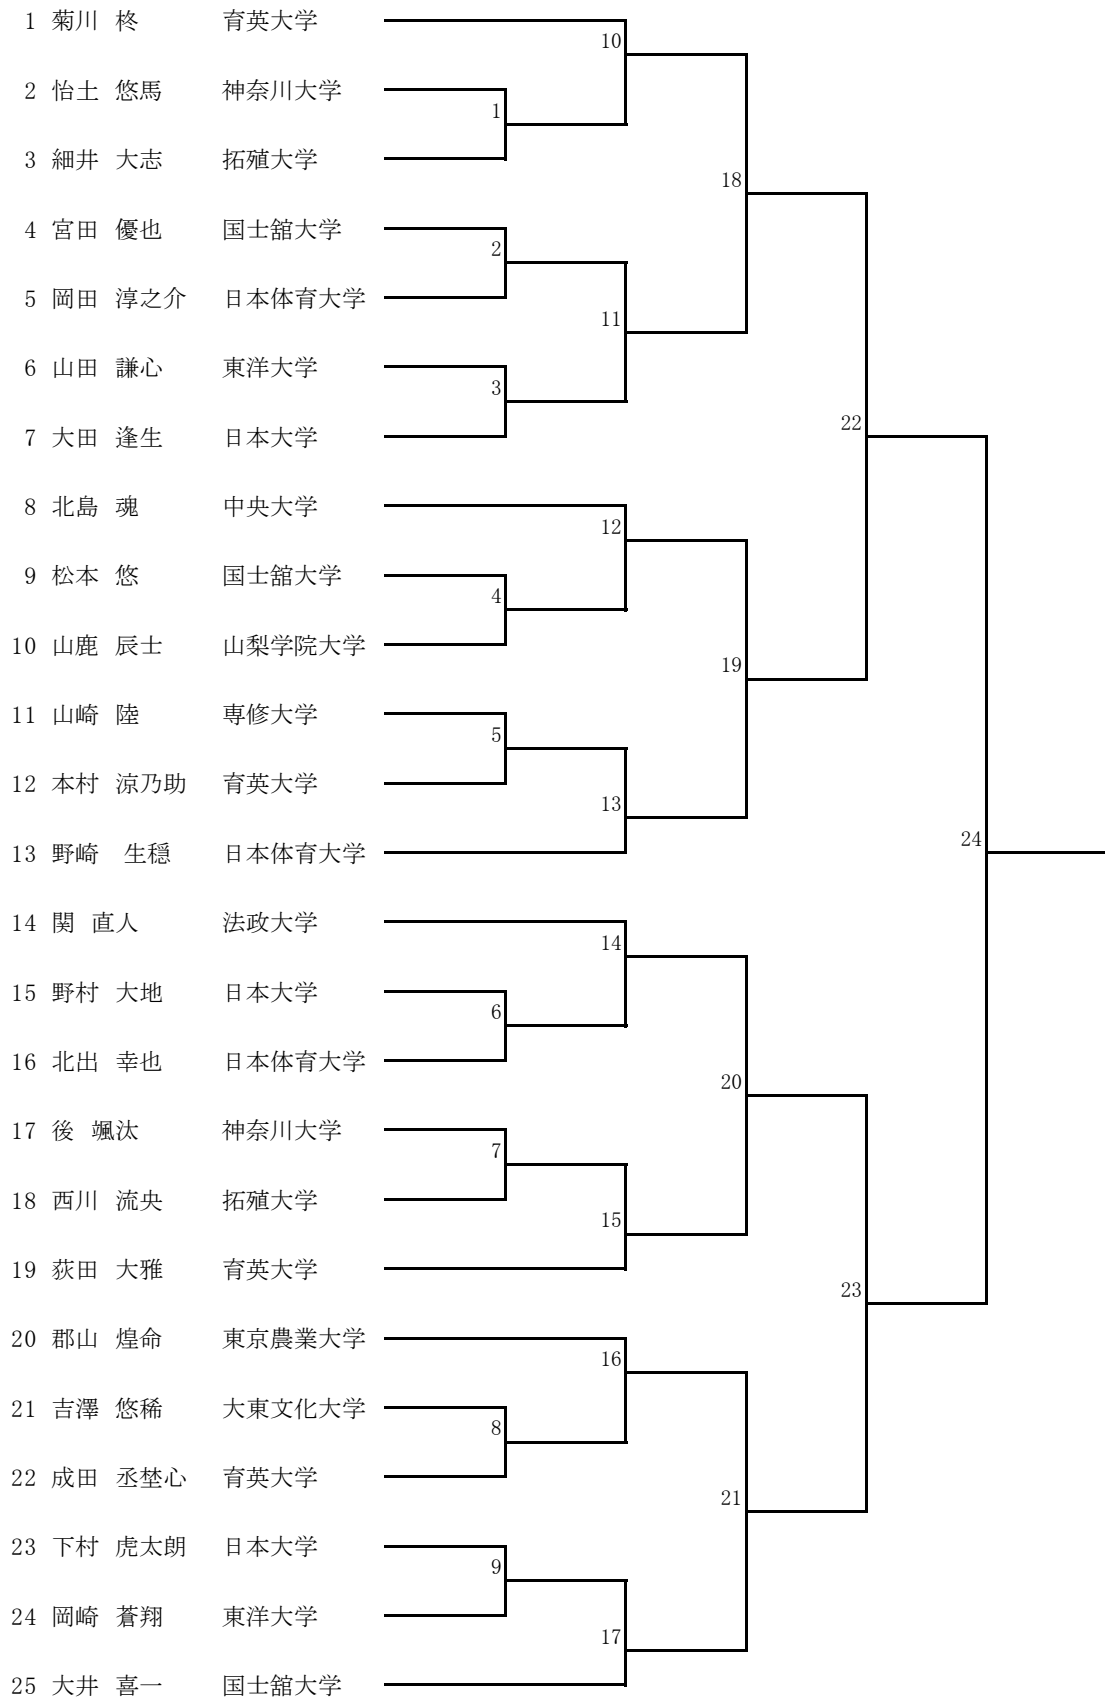 1 菊川 柊 育英大学
10
2 怡土 悠馬 神奈川大学
1
3 細井 大志 拓殖大学
18
4 宮田 優也 国士舘大学
2
5 岡田 淳之介 日本体育大学
11
6 山田 謙心 東洋大学
3
22
7 大田 逢生 日本大学
8 北島 魂 中央大学
12
9 松本 悠 国士舘大学
4
10 山鹿 辰士 山梨学院大学
19
11 山崎 陸 専修大学
5
12 本村 涼乃助 育英大学
13
24
13 野崎 生穏 日本体育大学
14 関 直人 法政大学
14
15 野村 大地 日本大学
6
16 北出 幸也 日本体育大学
20
17 後 颯汰 神奈川大学
7
18 西川 流央 拓殖大学
15
19 荻田 大雅 育英大学
23
20 郡山 煌命 東京農業大学
16
21 吉澤 悠稀 大東文化大学
8
22 成田 丞埜心 育英大学
21
23 下村 虎太朗 日本大学
9
24 岡崎 蒼翔 東洋大学
17
25 大井 喜一 国士舘大学